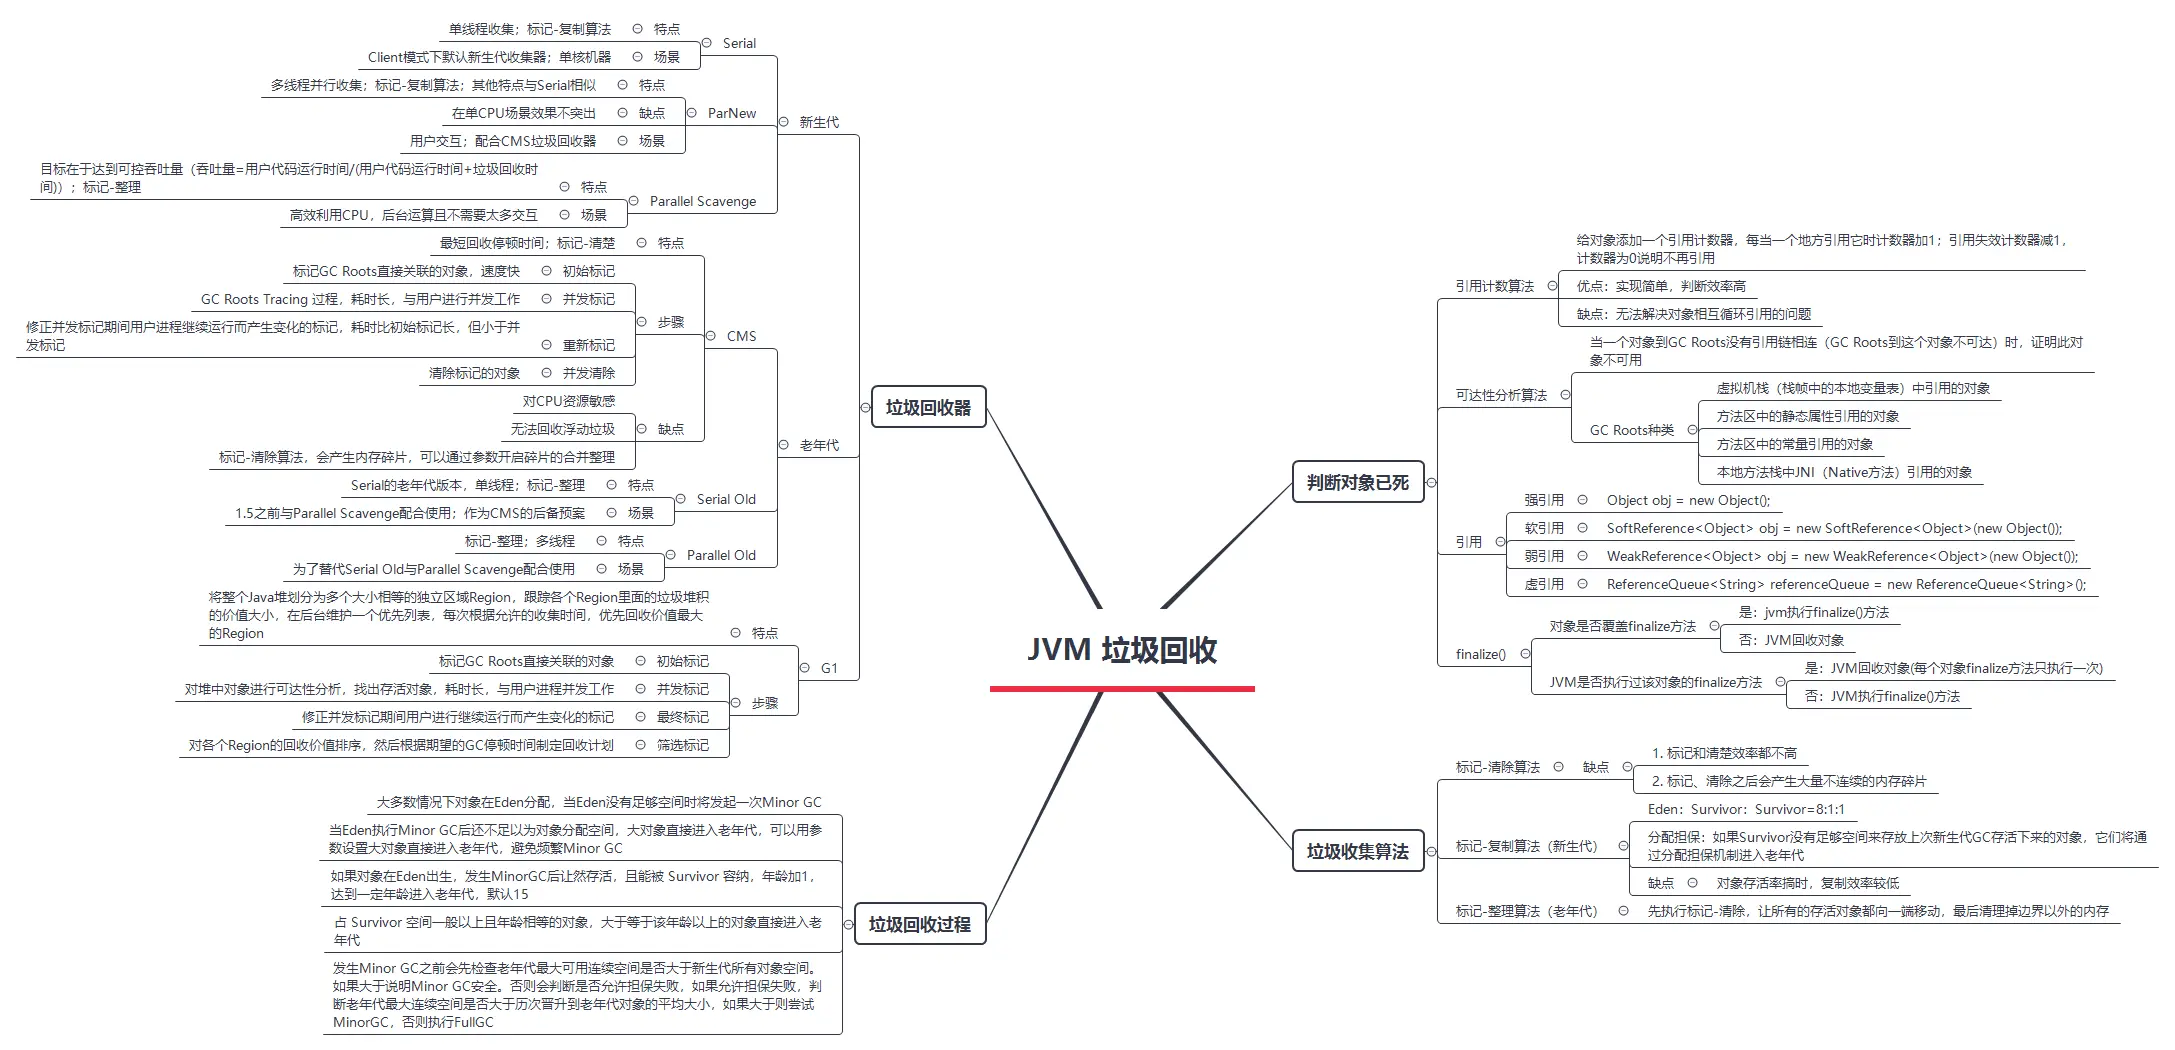 JVM 垃圾回收
垃圾回收器
新生代
Serial
特点
单线程收集；标记-复制算法
场景
Client模式下默认新生代收集器；单核机器
ParNew
特点
多线程并行收集；标记-复制算法；其他特点与Serial相似
缺点
在单CPU场景效果不突出
场景
用户交互；配合CMS垃圾回收器
Parallel Scavenge
特点
目标在于达到可控吞吐量（吞吐量=用户代码运行时间/(用户代码运行时间+垃圾回收时
间)）；标记-整理
场景
高效利用CPU，后台运算且不需要太多交互
老年代
CMS
特点
最短回收停顿时间；标记-清楚
步骤
初始标记
标记GC Roots直接关联的对象，速度快
并发标记
GC Roots Tracing 过程，耗时长，与用户进行并发工作
重新标记
修正并发标记期间用户进程继续运行而产生变化的标记，耗时比初始标记长，但小于并
发标记
并发清除
清除标记的对象
缺点
对CPU资源敏感
无法回收浮动垃圾
标记-清除算法，会产生内存碎片，可以通过参数开启碎片的合并整理
Serial Old
特点
Serial的老年代版本，单线程；标记-整理
场景
1.5之前与Parallel Scavenge配合使用；作为CMS的后备预案
Parallel Old
特点
标记-整理；多线程
场景
为了替代Serial Old与Parallel Scavenge配合使用
G1
特点
将整个Java堆划分为多个大小相等的独立区域Region，跟踪各个Region里面的垃圾堆积
的价值大小，在后台维护一个优先列表，每次根据允许的收集时间，优先回收价值最大
的Region
步骤
初始标记
标记GC Roots直接关联的对象
并发标记
对堆中对象进行可达性分析，找出存活对象，耗时长，与用户进程并发工作
最终标记
修正并发标记期间用户进行继续运行而产生变化的标记
筛选标记
对各个Region的回收价值排序，然后根据期望的GC停顿时间制定回收计划
垃圾回收过程
大多数情况下对象在Eden分配，当Eden没有足够空间时将发起一次Minor GC
当Eden执行Minor GC后还不足以为对象分配空间，大对象直接进入老年代，可以用参
数设置大对象直接进入老年代，避免频繁Minor GC
如果对象在Eden出生，发生MinorGC后让然存活，且能被 Survivor 容纳，年龄加1，
达到一定年龄进入老年代，默认15
占 Survivor 空间一般以上且年龄相等的对象，大于等于该年龄以上的对象直接进入老
年代
发生Minor GC之前会先检查老年代最大可用连续空间是否大于新生代所有对象空间。
如果大于说明Minor GC安全。否则会判断是否允许担保失败，如果允许担保失败，判
断老年代最大连续空间是否大于历次晋升到老年代对象的平均大小，如果大于则尝试
MinorGC，否则执行FullGC
判断对象已死
引用计数算法
给对象添加一个引用计数器，每当一个地方引用它时计数器加1；引用失效计数器减1，
计数器为0说明不再引用
优点：实现简单，判断效率高
缺点：无法解决对象相互循环引用的问题
可达性分析算法
当一个对象到GC Roots没有引用链相连（GC Roots到这个对象不可达）时，证明此对
象不可用
GC Roots种类
虚拟机栈（栈帧中的本地变量表）中引用的对象
方法区中的静态属性引用的对象
方法区中的常量引用的对象
本地方法栈中JNI（Native方法）引用的对象
引用
强引用
Object obj = new Object();
软引用
SoftReference<Object> obj = new SoftReference<Object>(new Object());
弱引用
WeakReference<Object> obj = new WeakReference<Object>(new Object());
虚引用
ReferenceQueue<String> referenceQueue = new ReferenceQueue<String>();
finalize()
对象是否覆盖finalize方法
是：jvm执行finalize()方法
否：JVM回收对象
JVM是否执行过该对象的finalize方法
是：JVM回收对象(每个对象finalize方法只执行一次)
否：JVM执行finalize()方法
垃圾收集算法
标记-清除算法
缺点
1. 标记和清楚效率都不高
2. 标记、清除之后会产生大量不连续的内存碎片
标记-复制算法（新生代）
Eden：Survivor：Survivor=8:1:1
分配担保：如果Survivor没有足够空间来存放上次新生代GC存活下来的对象，它们将通
过分配担保机制进入老年代
缺点
对象存活率搞时，复制效率较低
标记-整理算法（老年代）
先执行标记-清除，让所有的存活对象都向一端移动，最后清理掉边界以外的内存